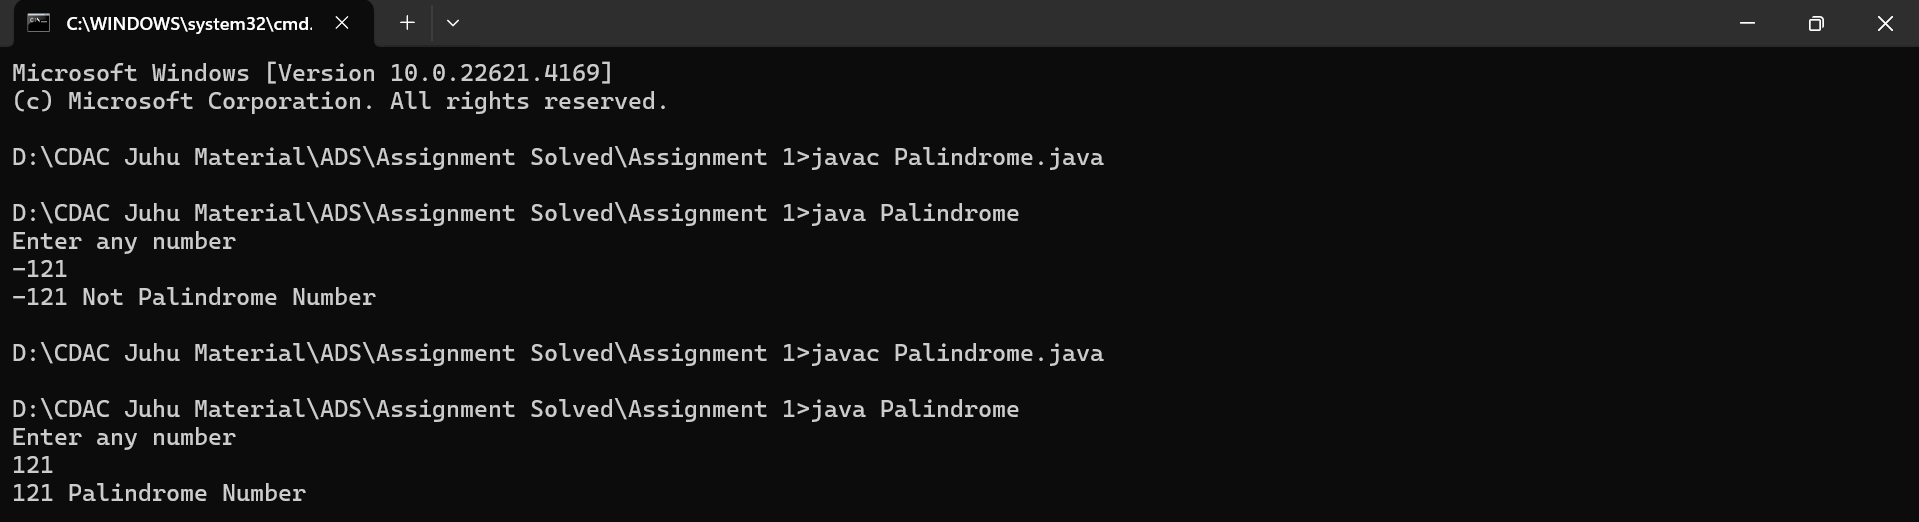 C:\WINDOWS\system32\cmd.
Microsoft Windows [Version 10.0.22621.4169]
(c) Microsoft Corporation. All rights reserved.
D:\CDAC Juhu Material\ADS\Assignment Solved\Assignment 1>javac Palindrome.java
D:\CDAC Juhu Material\ADS\Assignment Solved\Assignment 1>java Palindrome
Enter any number
-121
-121 Not Palindrome Number
D:\CDAC Juhu Material\ADS\Assignment Solved\Assignment 1>javac Palindrome.java
D:\CDAC Juhu Material\ADS\Assignment Solved\Assignment 1>java Palindrome
Enter any number
121
121 Palindrome Number